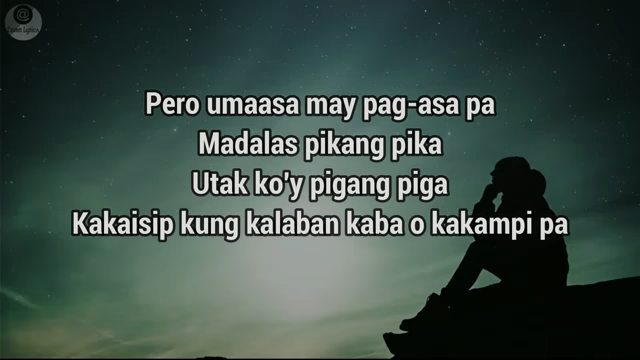 Pero umaasa may pag-asa pa
Madalas pikang pika
Utak ko'y pigang piga
Kakaisip kung kalaban kaba o kakampi pa